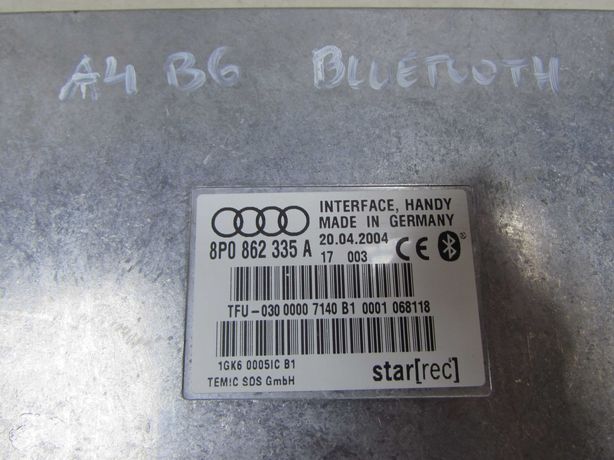 A4 B6 BLUETOOTH
INTERFACE, HANDY
MADE IN GERMANY
8P0 862 335 A
20.04.2004
17 003 CE
TFU-030 0000 7140 B1 0001 068118
1GK6 0005IC B1
TEMIC SDS GmbH
star[rec]